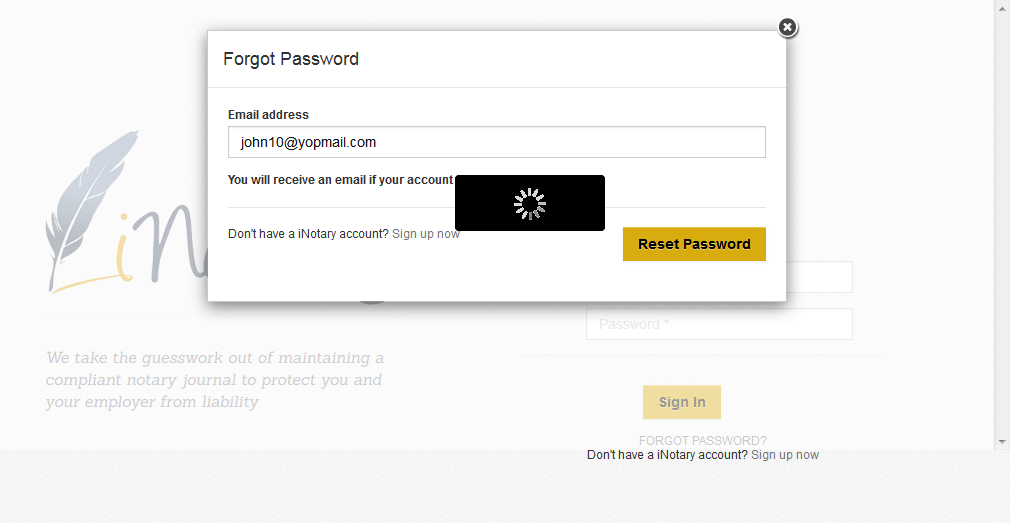 Forgot Password
Email address
john10@yopmail.com
You will receive an email if your account
Don't have a iNotary account? Sign up now
Reset Password
Password *
We take the guesswork out of maintaining a
compliant notary journal to protect you and
your employer from liability
Sign In
FORGOT PASSWORD?
Don't have a iNotary account? Sign up now